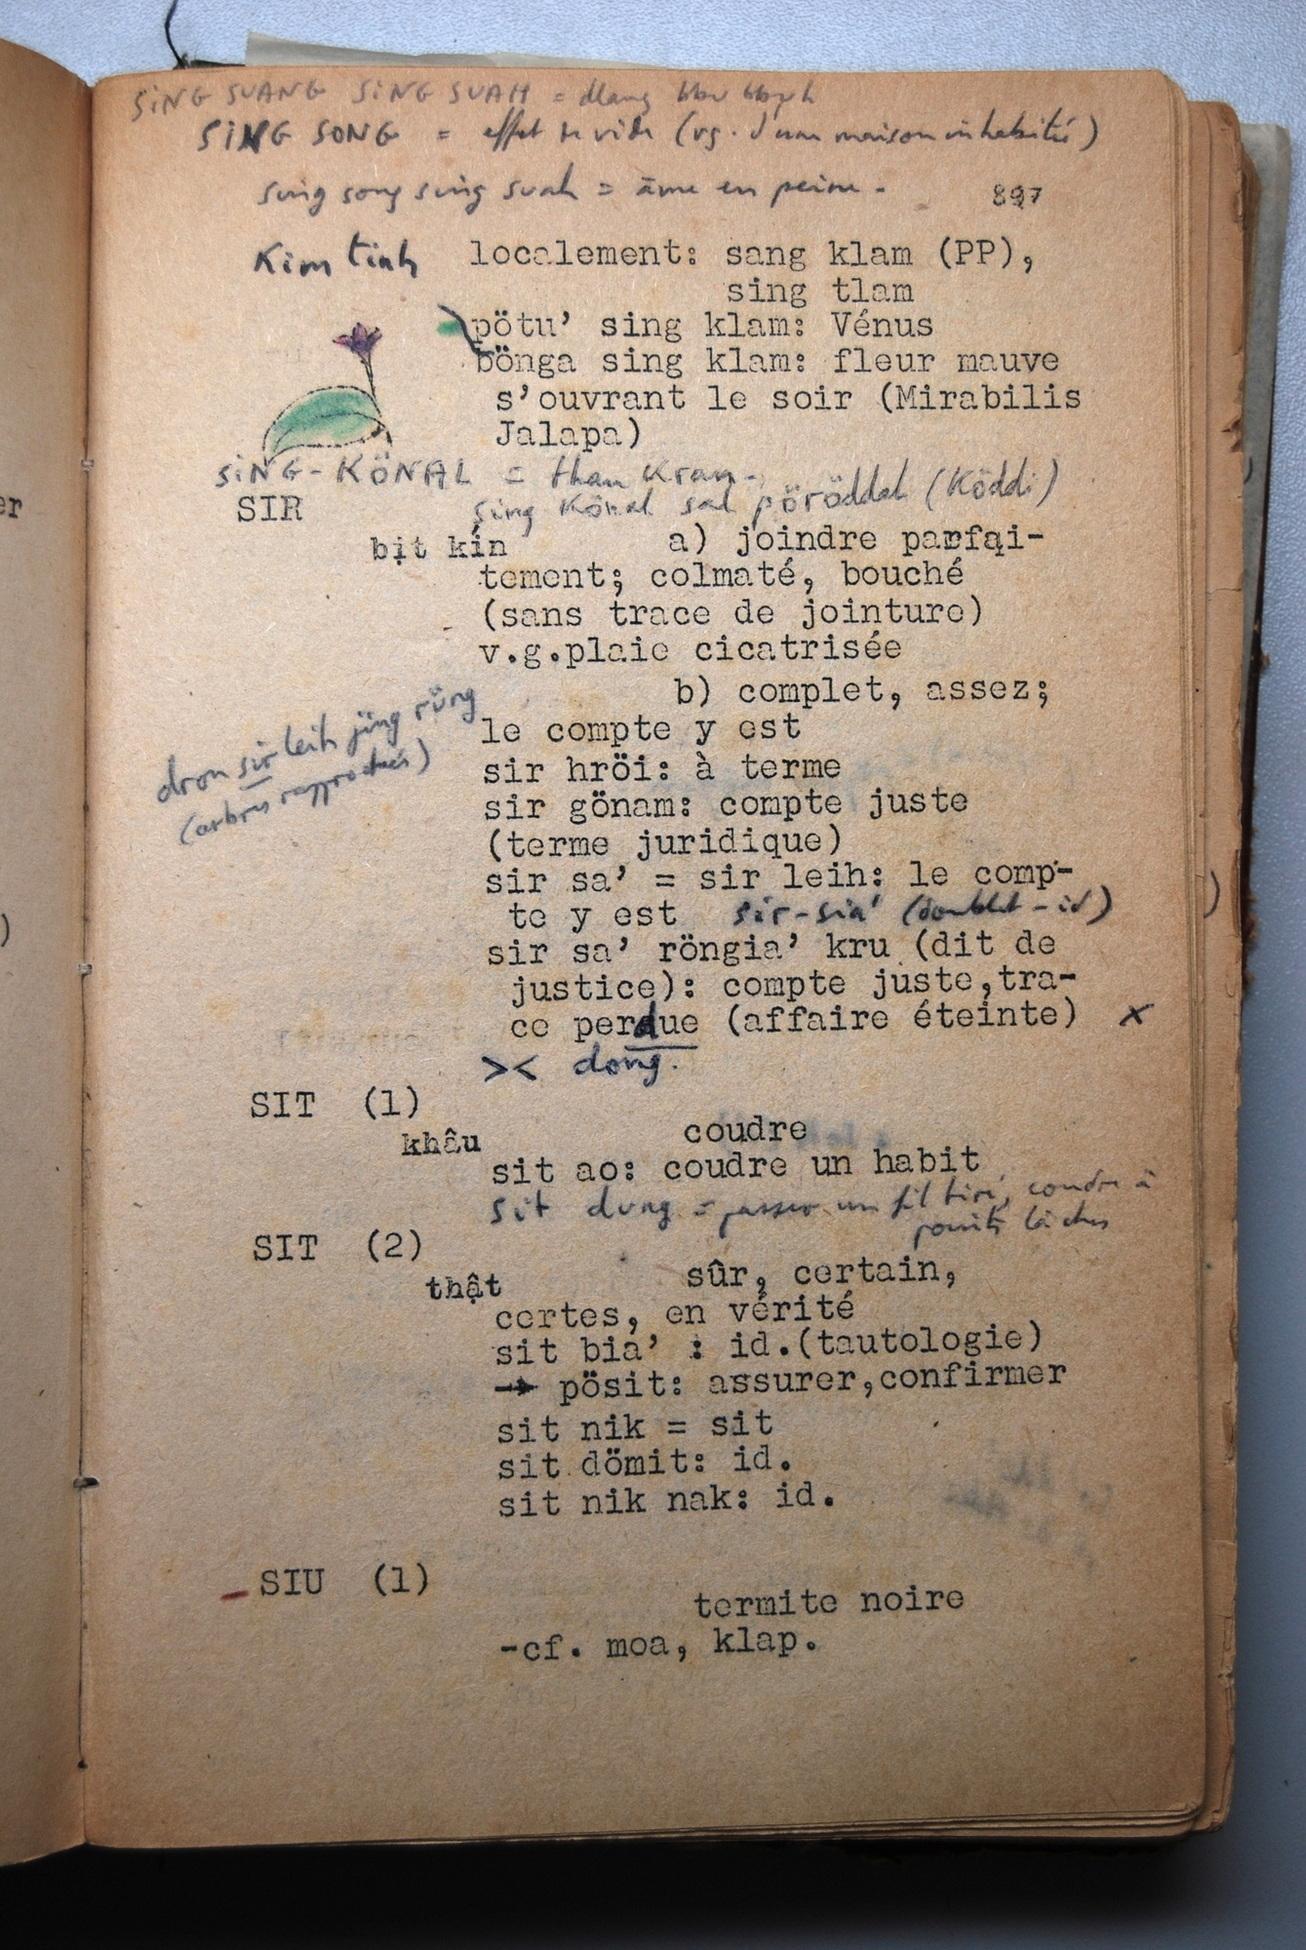 SING SUANG SING SUAH = dlang
SING SONG = effet de vide (vg. d'une maison inhabitée)
sing song sing suah = âme en peine -
897
Kim tinh localement: sang klam (PP),
sing tlam
pötu' sing klam: Vénus
bönga sing klam: fleur mauve
s'ouvrant le soir (Mirabilis
Jalapa)
SING-KÖNAL = than Kran-
sing Könal sal pöröddal (Köddi)
SIR
bịt kín a) joindre parfai-
tement; colmaté, bouché
(sans trace de jointure)
v.g.plaie cicatrisée
b) complet, assez;
le compte y est
dron sir leih jüng rüng
(arbres rapprochés)
sir hröi: à terme
sir gönam: compte juste
(terme juridique)
sir sa' = sir leih: le comp-
te y est sir-sia' (doublet - id)
sir sa' röngia' kru (dit de
justice): compte juste,tra-
ce perdue (affaire éteinte) x
>< dong.
SIT (1)
khâu coudre
sit ao: coudre un habit
sit dung = passer un fil tiré, coudre à
points lâches
SIT (2)
thật sûr, certain,
certes, en vérité
sit bia' : id.(tautologie)
→ pösit: assurer,confirmer
sit nik = sit
sit dömit: id.
sit nik nak: id.
SIU (1)
termite noire
-cf. moa, klap.